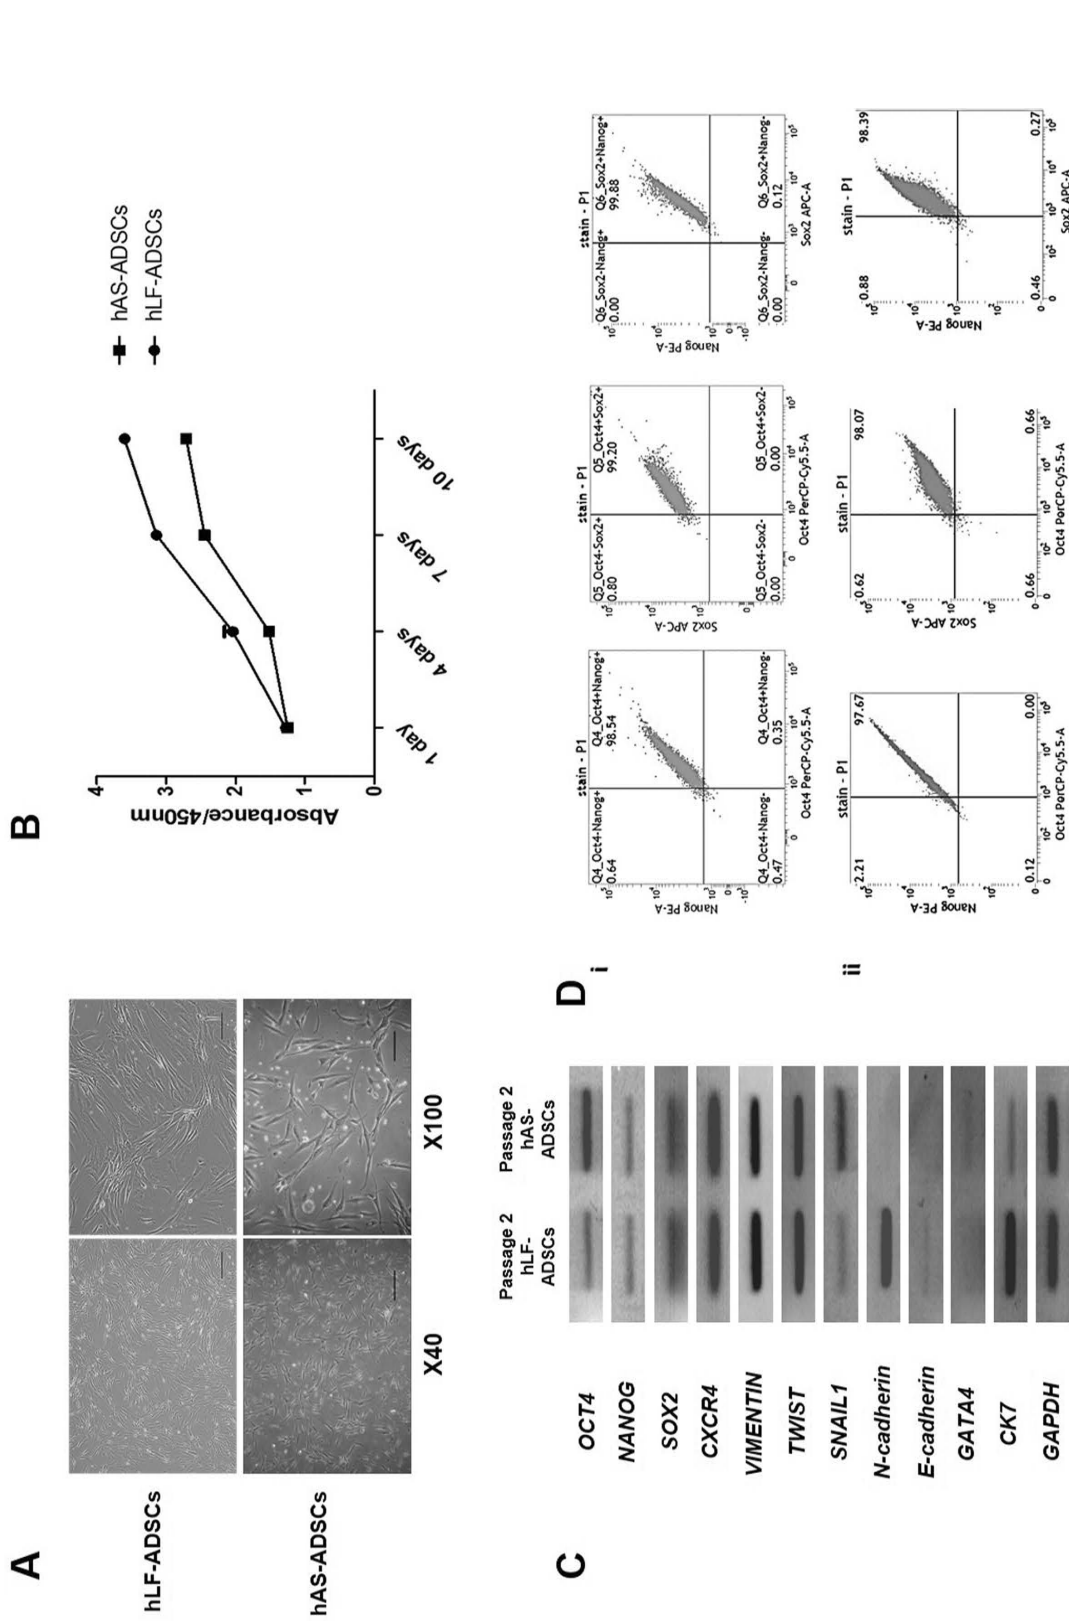 A
hLF-ADSCs
hAS-ADSCs
X40
X100
B
Absorbance/450nm
4
3
2
1
0
1 day
4 days
7 days
10 days
hAS-ADSCs
hLF-ADSCs
C
Passage 2
hLF-
ADSCs
Passage 2
hAS-
ADSCs
OCT4
NANOG
SOX2
CXCR4
VIMENTIN
TWIST
SNAIL1
N-cadherin
E-cadherin
GATA4
CK7
GAPDH
D
i
stain - P1
Q4_Oct4-Nanog+
0.64
Q4_Oct4+Nanog+
98.54
Q4_Oct4-Nanog-
0.47
Q4_Oct4+Nanog-
0.35
Nanog PE-A
Oct4 PerCP-Cy5.5-A
stain - P1
Q5_Oct4-Sox2+
0.80
Q5_Oct4+Sox2+
99.20
Q5_Oct4-Sox2-
0.00
Q5_Oct4+Sox2-
0.00
Sox2 APC-A
Oct4 PerCP-Cy5.5-A
stain - P1
Q6_Sox2-Nanog+
0.00
Q6_Sox2+Nanog+
99.88
Q6_Sox2-Nanog-
0.00
Q6_Sox2+Nanog-
0.12
Nanog PE-A
Sox2 APC-A
ii
stain - P1
2.21
97.67
0.12
0.00
Nanog PE-A
Oct4 PerCP-Cy5.5-A
stain - P1
0.62
98.07
0.66
0.66
Sox2 APC-A
Oct4 PerCP-Cy5.5-A
stain - P1
0.88
98.39
0.46
0.27
Nanog PE-A
Sox2 APC-A